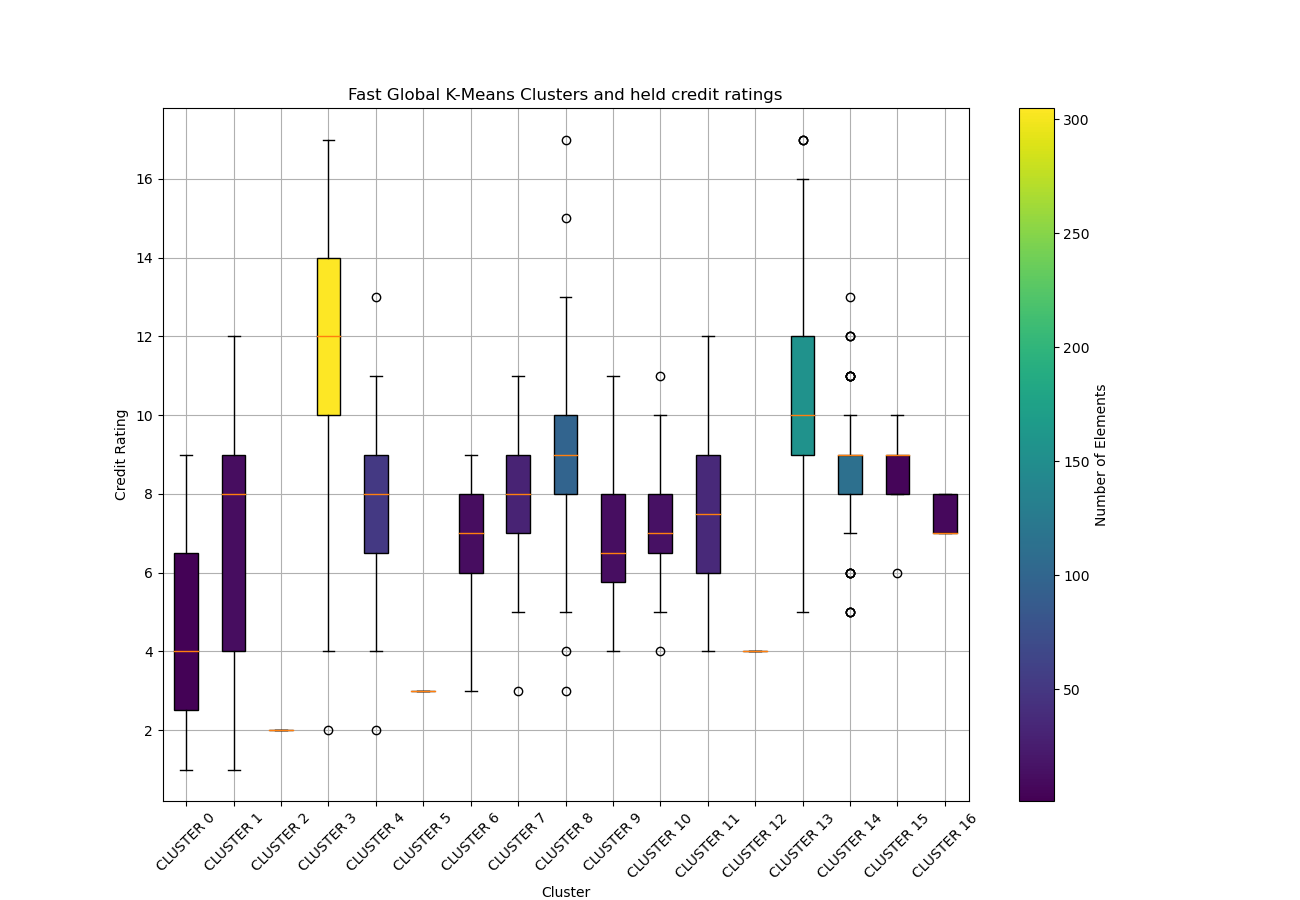 Fast Global K-Means Clusters and held credit ratings
16
14
12
10
8
6
4
2
Credit Rating
CLUSTER 0
CLUSTER 1
CLUSTER 2
CLUSTER 3
CLUSTER 4
CLUSTER 5
CLUSTER 6
CLUSTER 7
CLUSTER 8
CLUSTER 9
CLUSTER 10
CLUSTER 11
CLUSTER 12
CLUSTER 13
CLUSTER 14
CLUSTER 15
CLUSTER 16
Cluster
300
250
200
150
100
50
Number of Elements